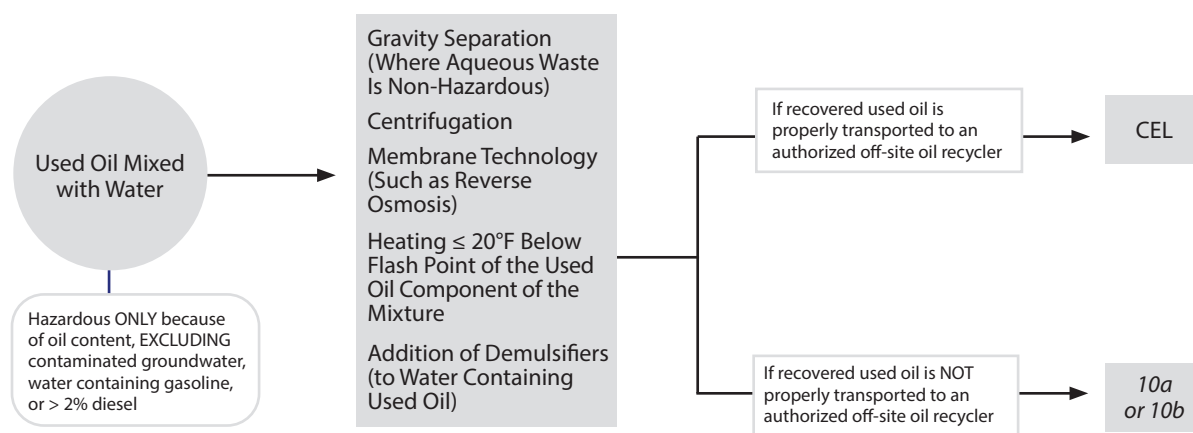 Used Oil Mixed
with Water
Hazardous ONLY because
of oil content, EXCLUDING
contaminated groundwater,
water containing gasoline,
or > 2% diesel
Gravity Separation
(Where Aqueous Waste
Is Non-Hazardous)
Centrifugation
Membrane Technology
(Such as Reverse
Osmosis)
Heating ≤ 20°F Below
Flash Point of the Used
Oil Component of the
Mixture
Addition of Demulsifiers
(to Water Containing
Used Oil)
If recovered used oil is
properly transported to an
authorized off-site oil recycler
CEL
If recovered used oil is NOT
properly transported to an
authorized off-site oil recycler
10a
or 10b